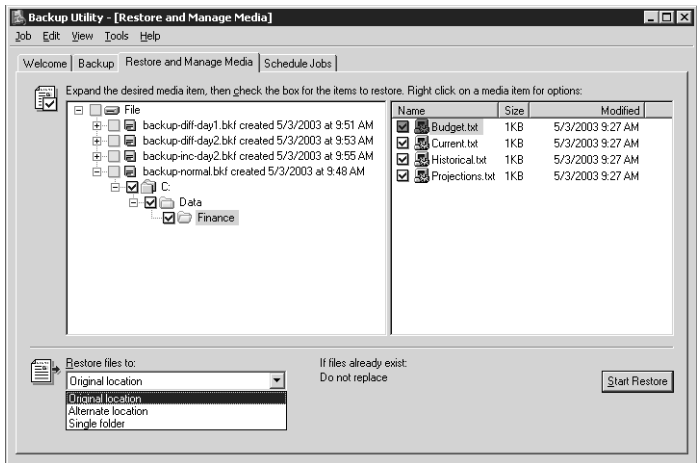 Backup Utility - [Restore and Manage Media]
Job Edit View Tools Help
Welcome Backup Restore and Manage Media Schedule Jobs
Expand the desired media item, then check the box for the items to restore. Right click on a media item for options:
File
backup-diff-day1.bkf created 5/3/2003 at 9:51 AM
backup-diff-day2.bkf created 5/3/2003 at 9:53 AM
backup-inc-day2.bkf created 5/3/2003 at 9:55 AM
backup-normal.bkf created 5/3/2003 at 9:48 AM
C:
Data
Finance
Name Size Modified
Budget.txt 1KB 5/3/2003 9:27 AM
Current.txt 1KB 5/3/2003 9:27 AM
Historical.txt 1KB 5/3/2003 9:27 AM
Projections.txt 1KB 5/3/2003 9:27 AM
Restore files to:
Original location
Original location
Alternate location
Single folder
If files already exist:
Do not replace
Start Restore